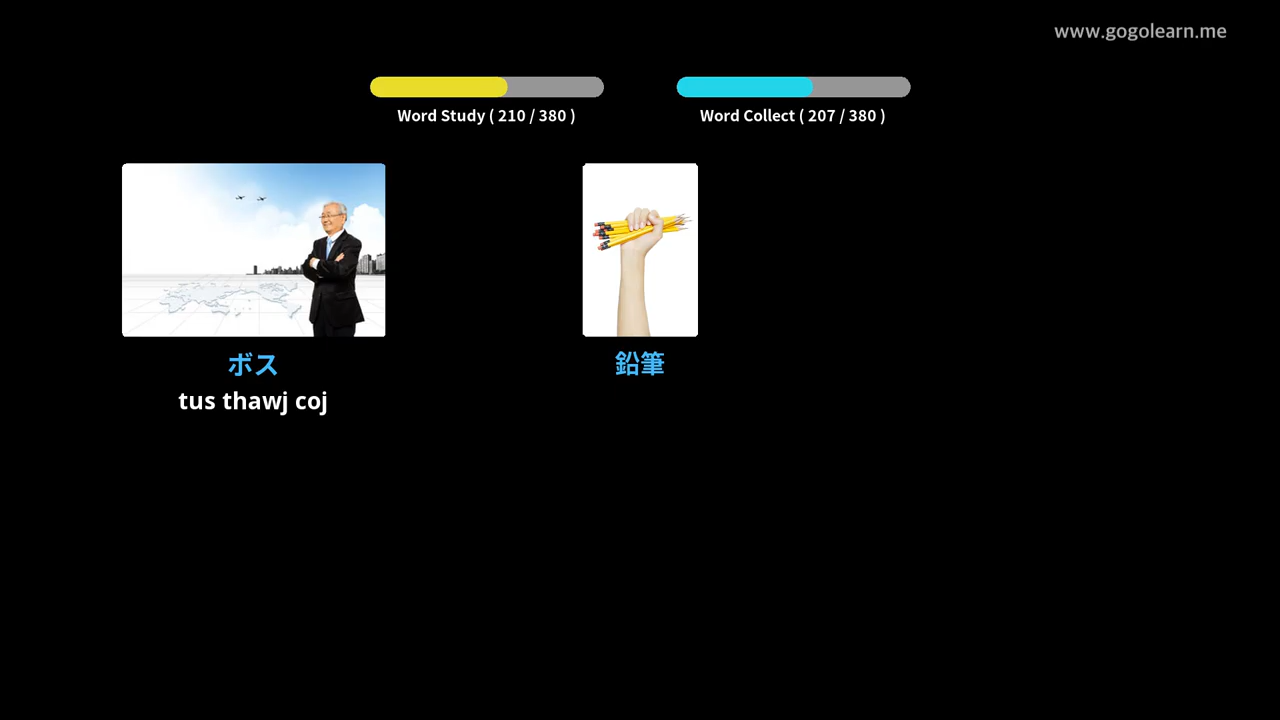 www.gogolearn.me
Word Study ( 210 / 380 )
Word Collect ( 207 / 380 )
ボス
tus thawj coj
鉛筆